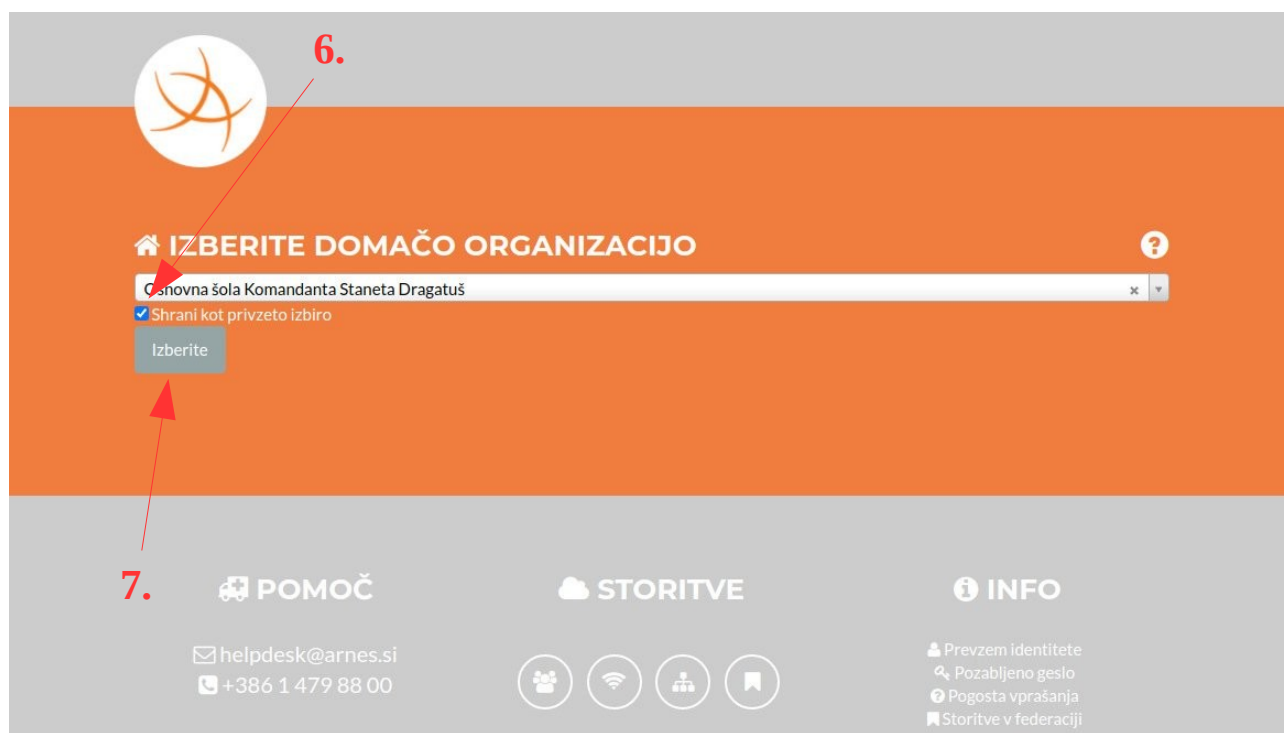 6.
IZBERITE DOMAČO ORGANIZACIJO
Osnovna šola Komandanta Staneta Dragatuš
Shrani kot privzeto izbiro
Izberite
7.
POMOČ
helpdesk@arnes.si
+386 1 479 88 00
STORITVE
INFO
Prevzem identitete
Pozabljeno geslo
Pogosta vprašanja
Storitve v federaciji